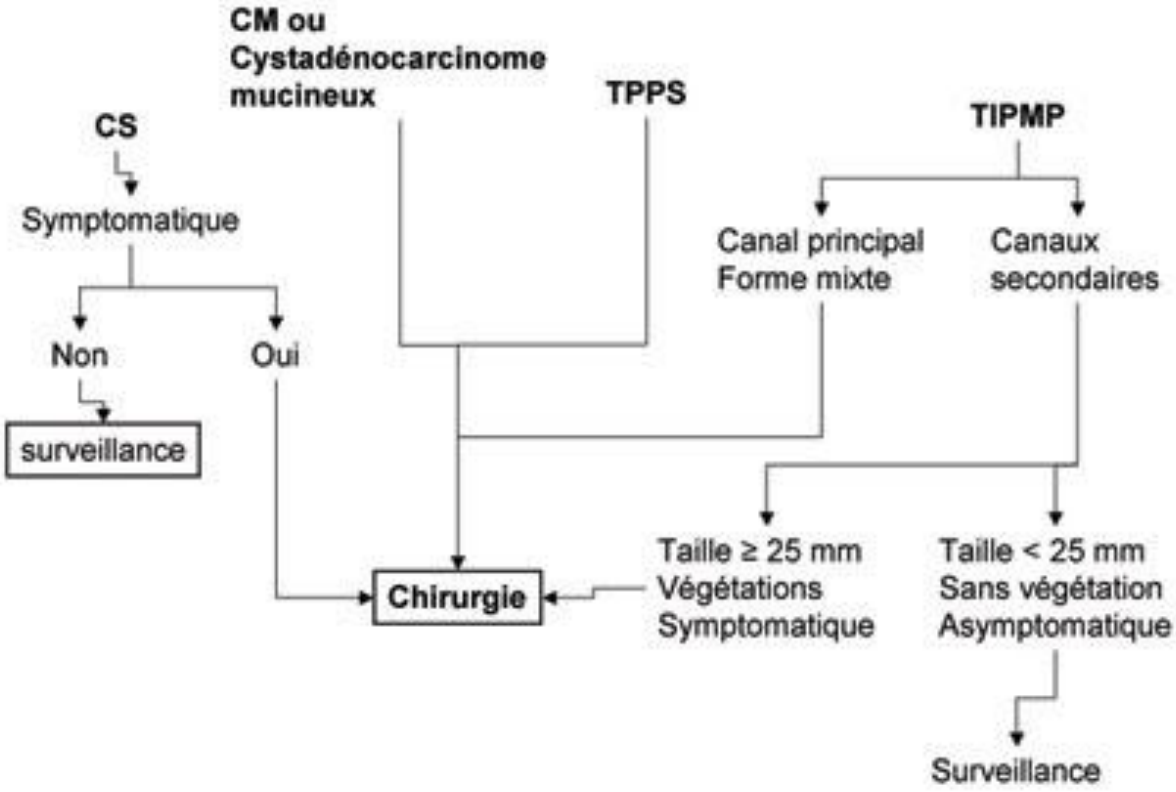 CM ou
Cystadénocarcinome
mucineux
TPPS
CS
TIPMP
Symptomatique
Canal principal
Forme mixte
Canaux
secondaires
Non
Oui
surveillance
Taille ≥ 25 mm
Végétations
Symptomatique
Taille < 25 mm
Sans végétation
Asymptomatique
Chirurgie
Surveillance